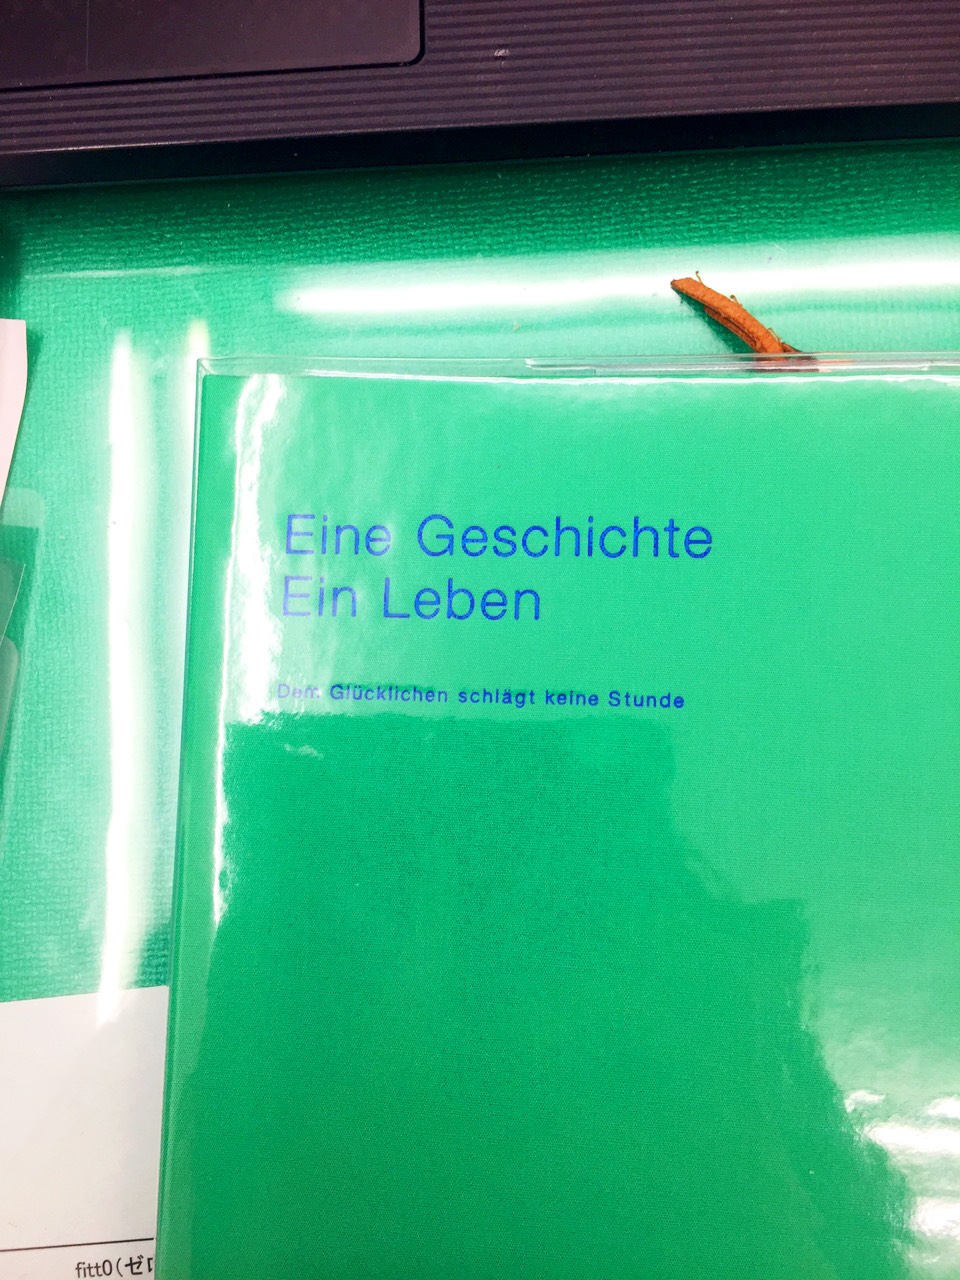 Eine Geschichte
Ein Leben
Dem Glücklichen schlägt keine Stunde
fitt0(ゼロ